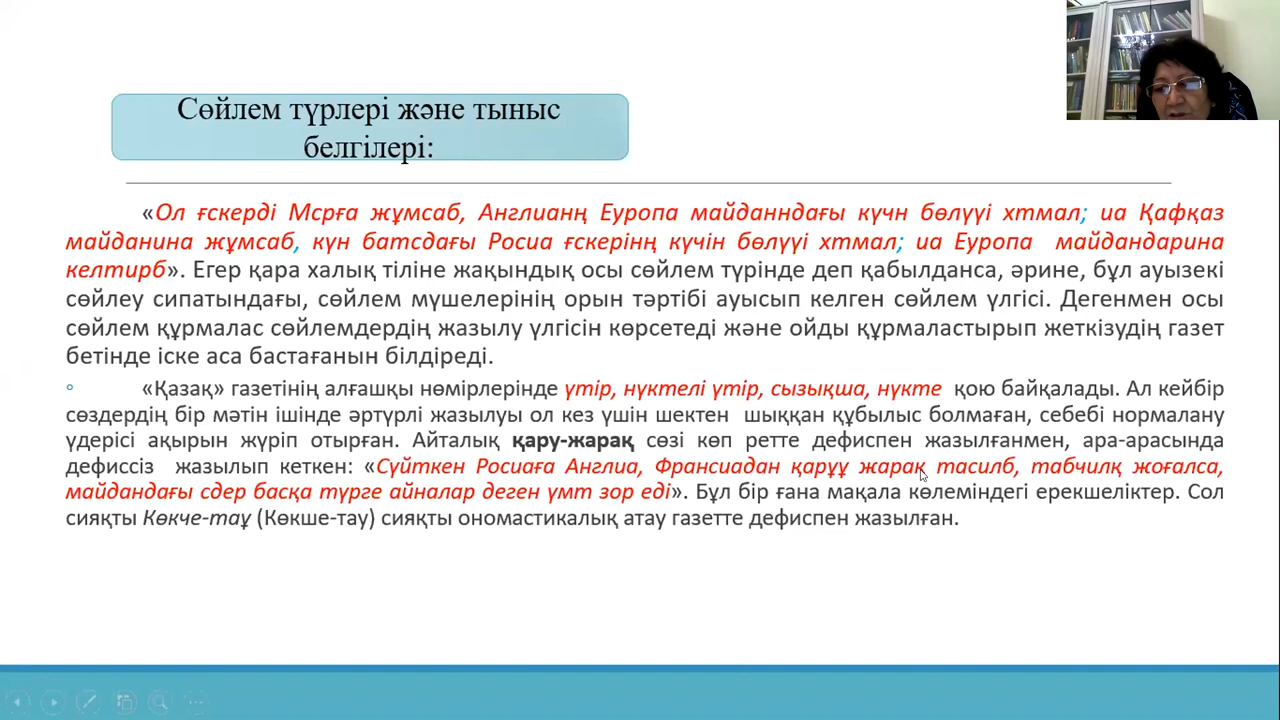 Сөйлем түрлері және тыныс
белгілері:
«Ол ғскерді Мсрға жұмсаб, Англианң Еуропа майданндағы күчн бөлүүі хтмал; иа Қафқаз
майданина жұмсаб, күн батсдағы Росиа ғскерінң күчін бөлүүі хтмал; иа Еуропа майдандарина
келтирб». Егер қара халық тіліне жақындық осы сөйлем түрінде деп қабылданса, әрине, бұл ауызекі
сөйлеу сипатындағы, сөйлем мүшелерінің орын тәртібі ауысып келген сөйлем үлгісі. Дегенмен осы
сөйлем құрмалас сөйлемдердің жазылу үлгісін көрсетеді және ойды құрмаластырып жеткізудің газет
бетінде іске аса бастағанын білдіреді.
◦ «Қазақ» газетінің алғашқы нөмірлерінде үтір, нүктелі үтір, сызықша, нүкте қою байқалады. Ал кейбір
сөздердің бір мәтін ішінде әртүрлі жазылуы ол кез үшін шектен шыққан құбылыс болмаған, себебі нормалану
үдерісі ақырын жүріп отырған. Айталық қару-жарақ сөзі көп ретте дефиспен жазылғанмен, ара-арасында
дефиссіз жазылып кеткен: «Сүйткен Росиаға Англиа, Франсиадан қарұұ жарақ тасилб, табчилқ жоғалса,
майдандағы сдер басқа түрге айналар деген үмт зор еді». Бұл бір ғана мақала көлеміндегі ерекшеліктер. Сол
сияқты Көкче-таұ (Көкше-тау) сияқты ономастикалық атау газетте дефиспен жазылған.